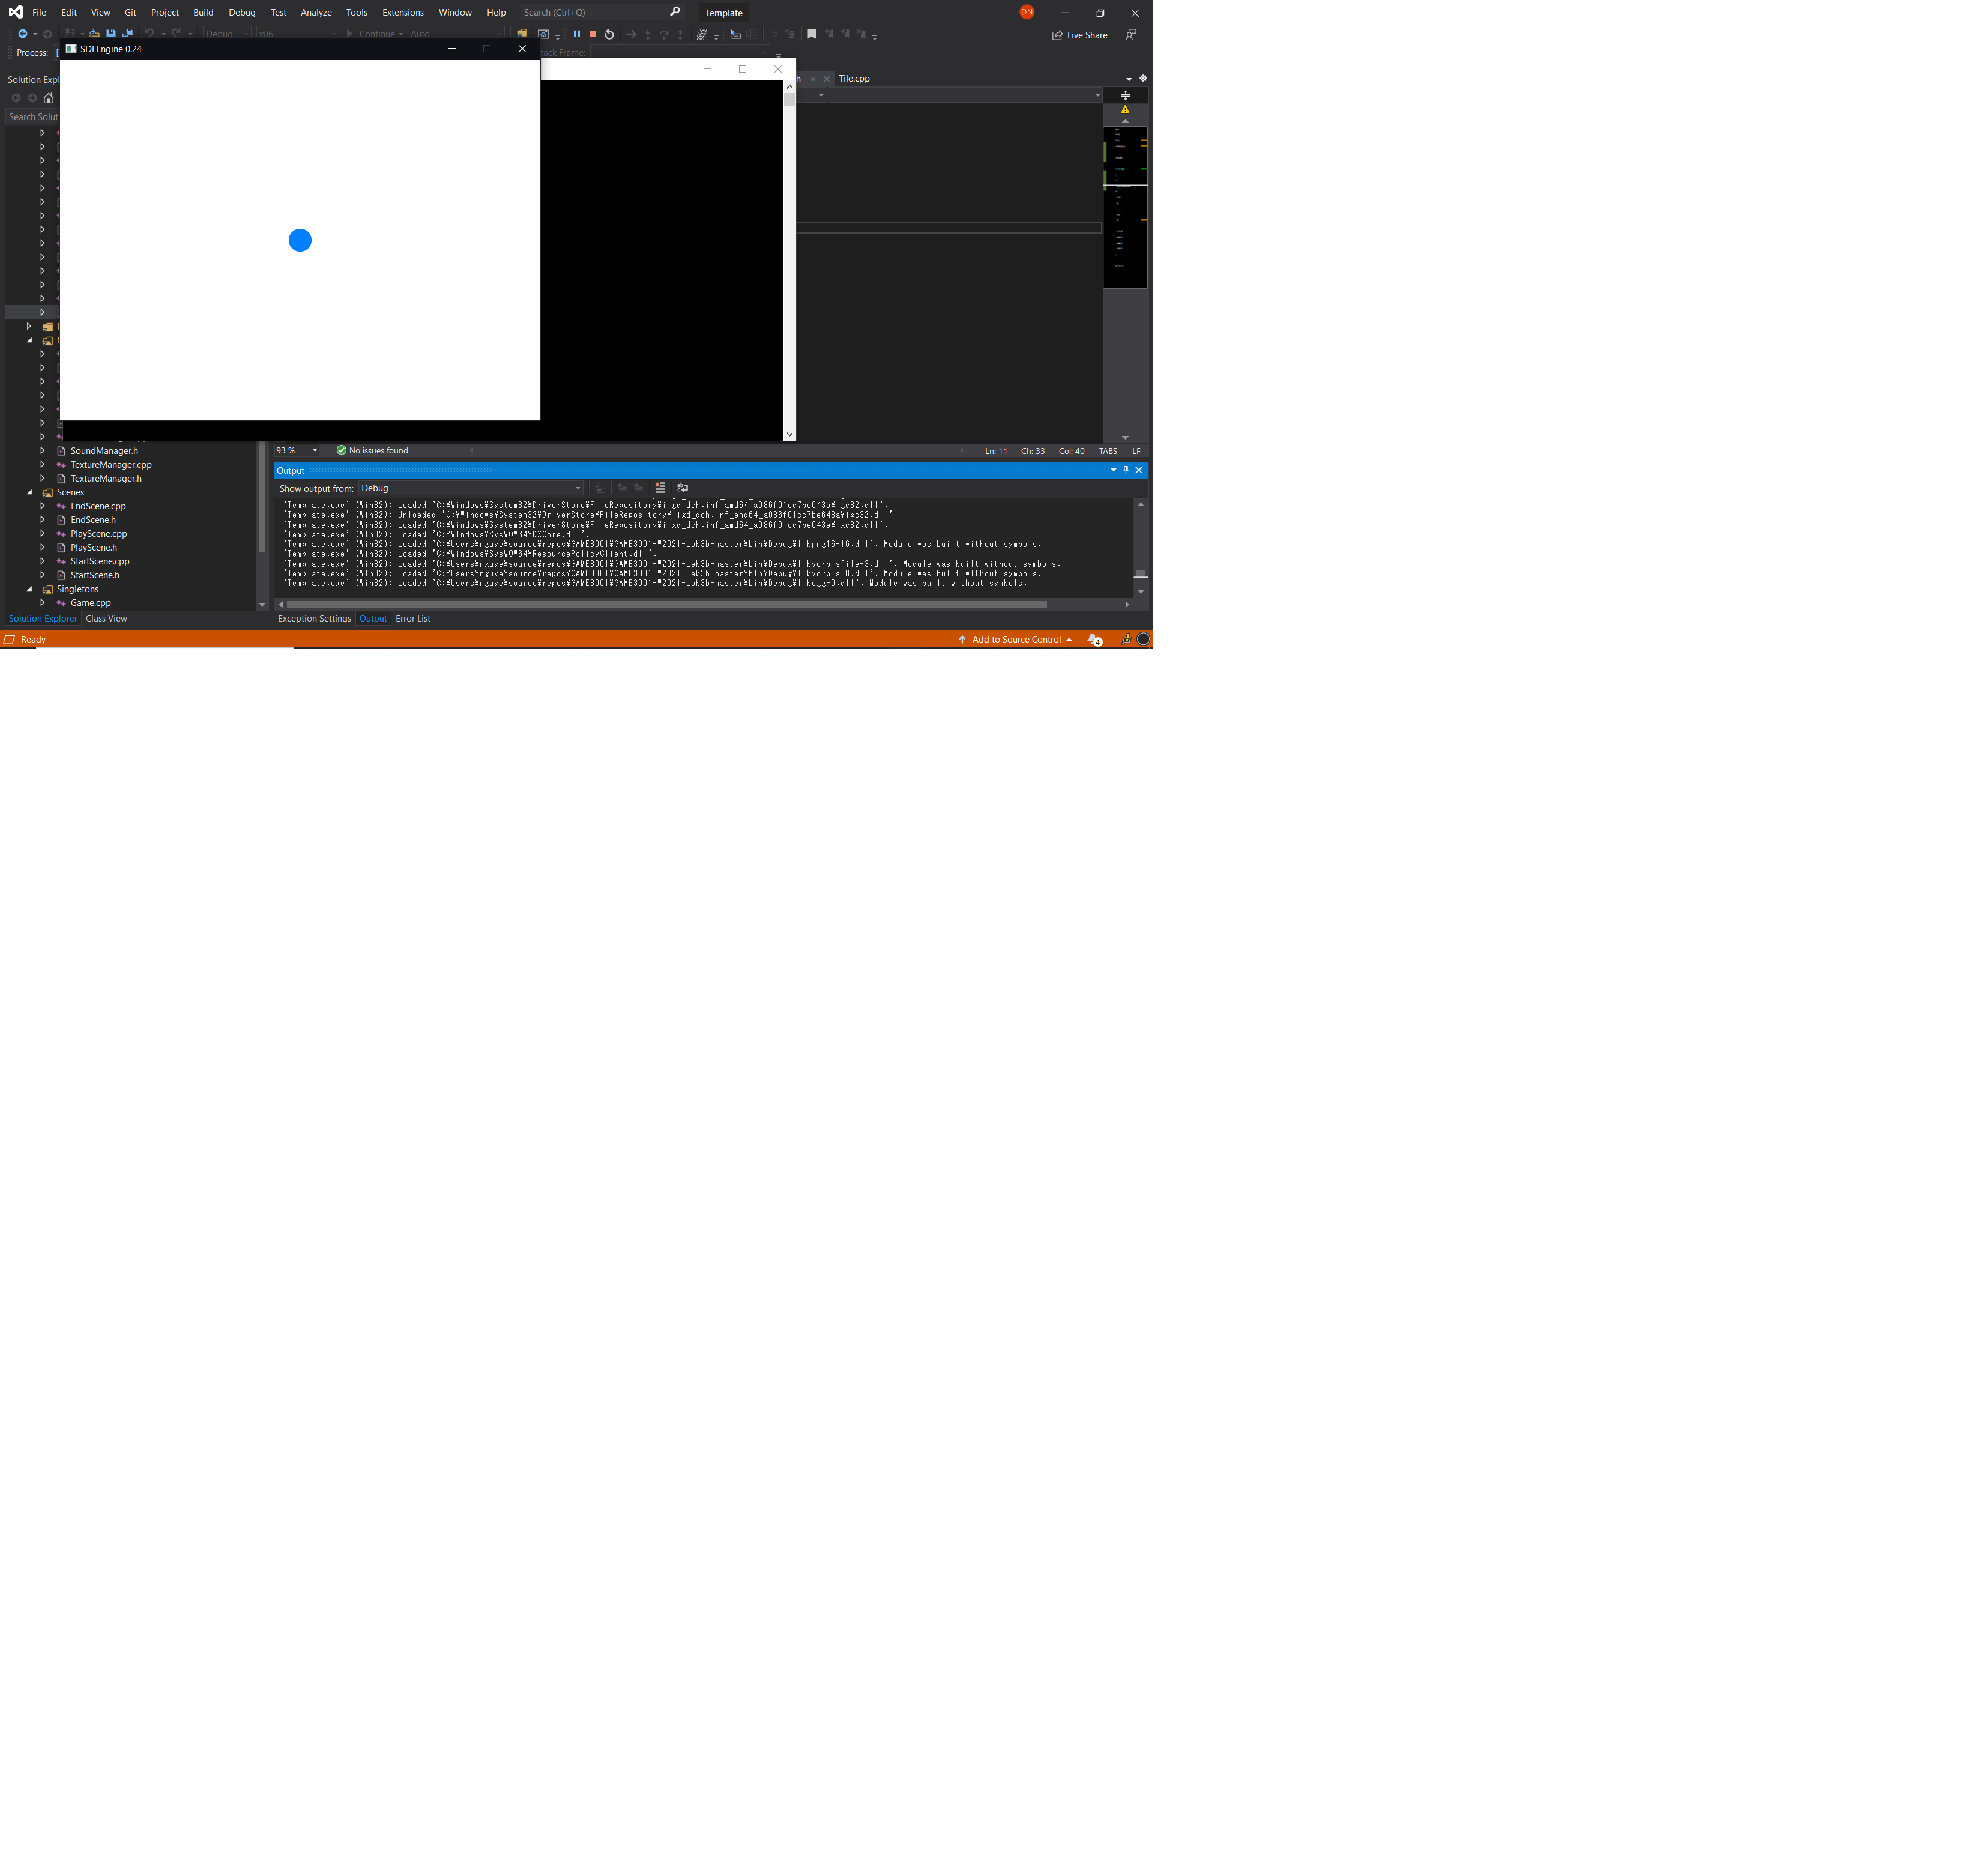 File Edit View Git Project Build Debug Test Analyze Tools Extensions Window Help Search (Ctrl+Q) Template DN
Debug x86 Continue Auto Live Share
Process: Stack Frame:
SDLEngine 0.24
Solution Expl
Tile.cpp
Search Solut
SoundManager.h
TextureManager.cpp
TextureManager.h
Scenes
EndScene.cpp
EndScene.h
PlayScene.cpp
PlayScene.h
StartScene.cpp
StartScene.h
Singletons
Game.cpp
Solution Explorer Class View
93 % No issues found Ln: 11 Ch: 33 Col: 40 TABS LF
Output
Show output from: Debug
'Template.exe' (Win32): Loaded 'C:¥Windows¥System32¥DriverStore¥FileRepository¥iigd_dch.inf_amd64_a086f01cc7be643a¥igc32.dll'.
'Template.exe' (Win32): Unloaded 'C:¥Windows¥System32¥DriverStore¥FileRepository¥iigd_dch.inf_amd64_a086f01cc7be643a¥igc32.dll'
'Template.exe' (Win32): Loaded 'C:¥Windows¥System32¥DriverStore¥FileRepository¥iigd_dch.inf_amd64_a086f01cc7be643a¥igc32.dll'.
'Template.exe' (Win32): Loaded 'C:¥Windows¥SysWOW64¥DXCore.dll'.
'Template.exe' (Win32): Loaded 'C:¥Users¥nguye¥source¥repos¥GAME3001¥GAME3001-W2021-Lab3b-master¥bin¥Debug¥libpng16-16.dll'. Module was built without symbols.
'Template.exe' (Win32): Loaded 'C:¥Windows¥SysWOW64¥ResourcePolicyClient.dll'.
'Template.exe' (Win32): Loaded 'C:¥Users¥nguye¥source¥repos¥GAME3001¥GAME3001-W2021-Lab3b-master¥bin¥Debug¥libvorbisfile-3.dll'. Module was built without symbols.
'Template.exe' (Win32): Loaded 'C:¥Users¥nguye¥source¥repos¥GAME3001¥GAME3001-W2021-Lab3b-master¥bin¥Debug¥libvorbis-0.dll'. Module was built without symbols.
'Template.exe' (Win32): Loaded 'C:¥Users¥nguye¥source¥repos¥GAME3001¥GAME3001-W2021-Lab3b-master¥bin¥Debug¥libogg-0.dll'. Module was built without symbols.
Exception Settings Output Error List
Ready Add to Source Control 4